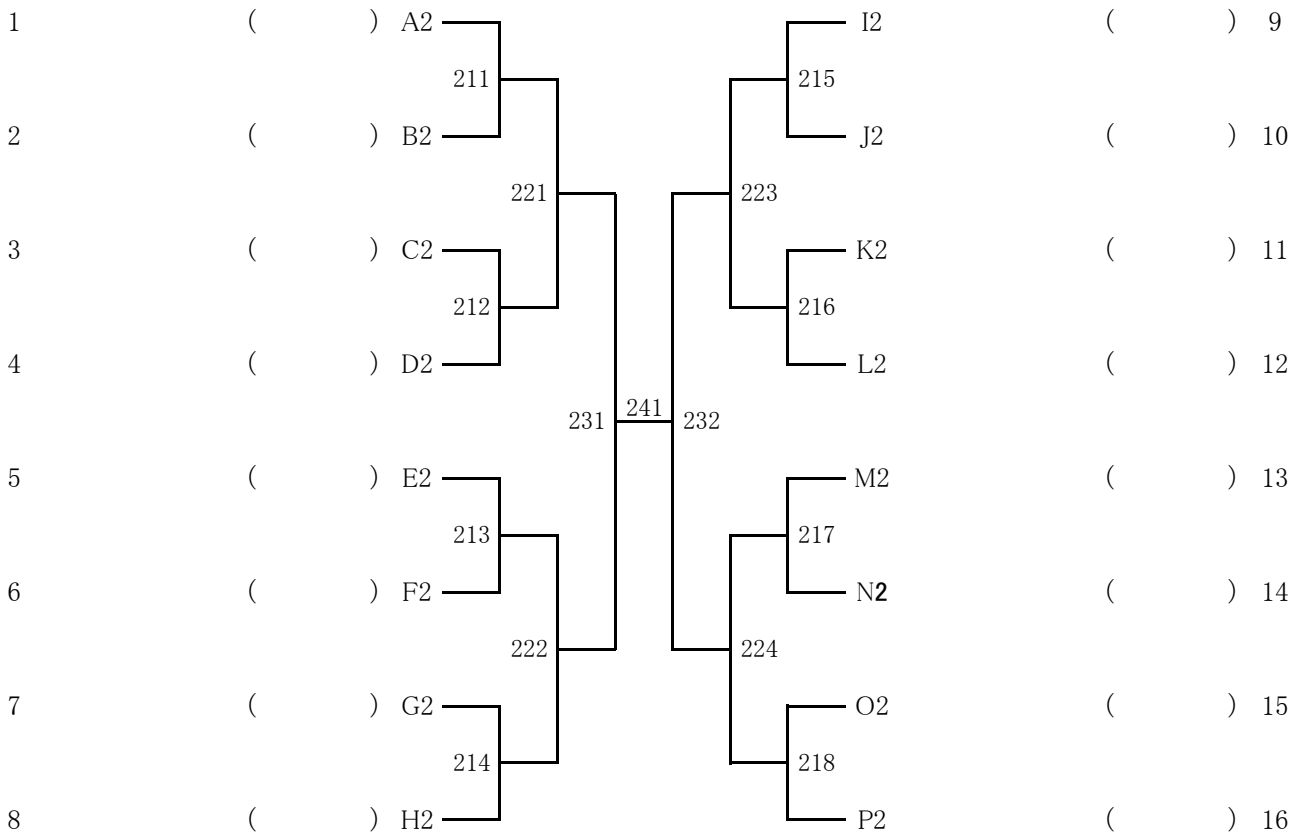 1 ( ) A2 I2 ( ) 9
211 215
2 ( ) B2 J2 ( ) 10
221 223
3 ( ) C2 K2 ( ) 11
212 216
4 ( ) D2 L2 ( ) 12
231 241 232
5 ( ) E2 M2 ( ) 13
213 217
6 ( ) F2 N2 ( ) 14
222 224
7 ( ) G2 O2 ( ) 15
214 218
8 ( ) H2 P2 ( ) 16